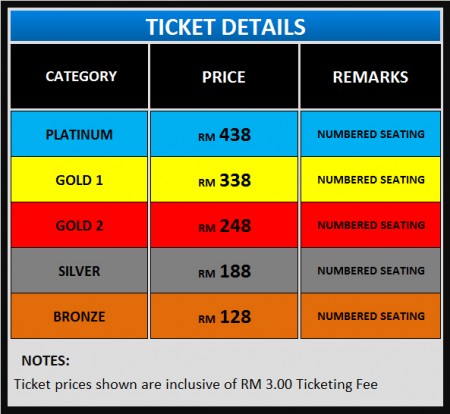 TICKET DETAILS
CATEGORY PRICE REMARKS
PLATINUM RM 438 NUMBERED SEATING
GOLD 1 RM 338 NUMBERED SEATING
GOLD 2 RM 248 NUMBERED SEATING
SILVER RM 188 NUMBERED SEATING
BRONZE RM 128 NUMBERED SEATING
NOTES:
Ticket prices shown are inclusive of RM 3.00 Ticketing Fee